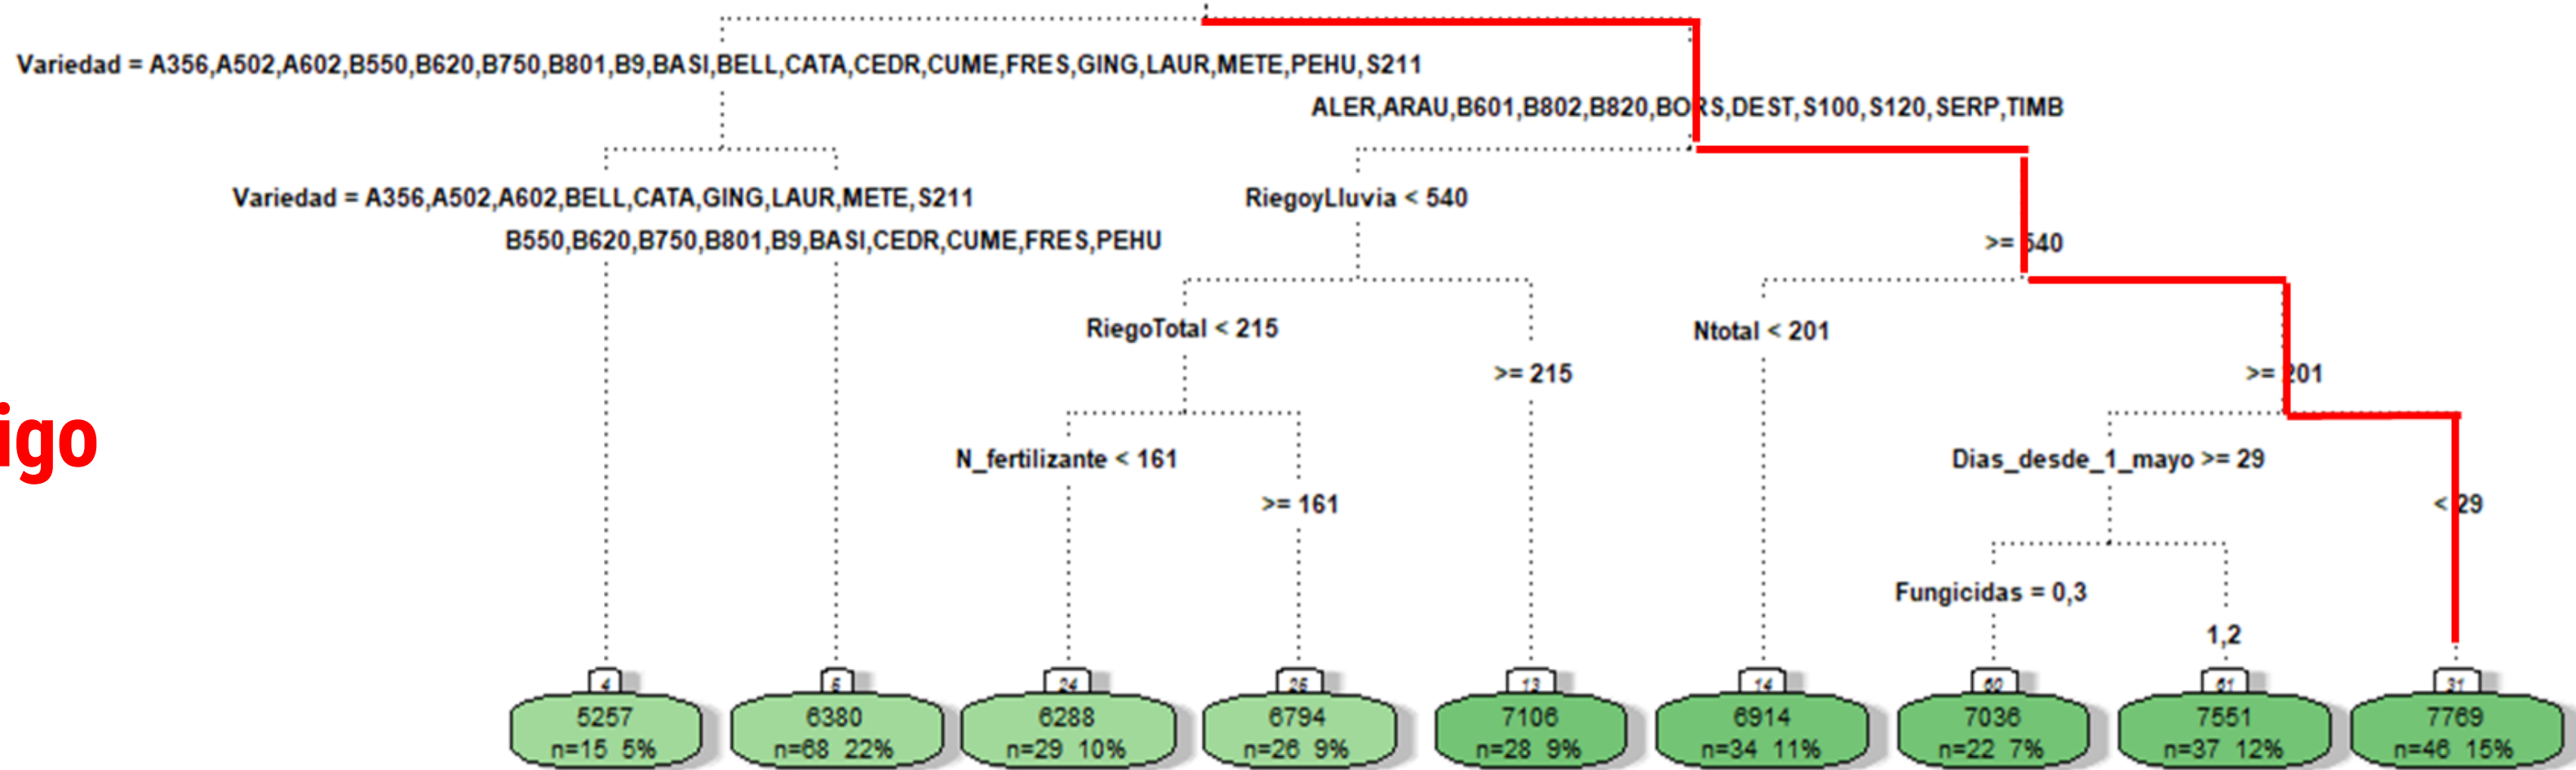 Variedad = A356,A502,A602,B550,B620,B750,B801,B9,BASI,BELL,CATA,CEDR,CUME,FRES,GING,LAUR,METE,PEHU,S211
ALER,ARAU,B601,B802,B820,BORS,DEST,S100,S120,SERP,TIMB
Variedad = A356,A502,A602,BELL,CATA,GING,LAUR,METE,S211
RiegoyLluvia < 540
B550,B620,B750,B801,B9,BASI,CEDR,CUME,FRES,PEHU
>= 540
RiegoTotal < 215
Ntotal < 201
>= 215
>= 201
igo
N_fertilizante < 161
Dias_desde_1_mayo >= 29
>= 161
< 29
Fungicidas = 0,3
1,2
4 24 26 13 14 60 61 31
5257 6380 6288 6794 7106 6914 7036 7551 7769
n=15 5% n=68 22% n=29 10% n=26 9% n=28 9% n=34 11% n=22 7% n=37 12% n=46 15%